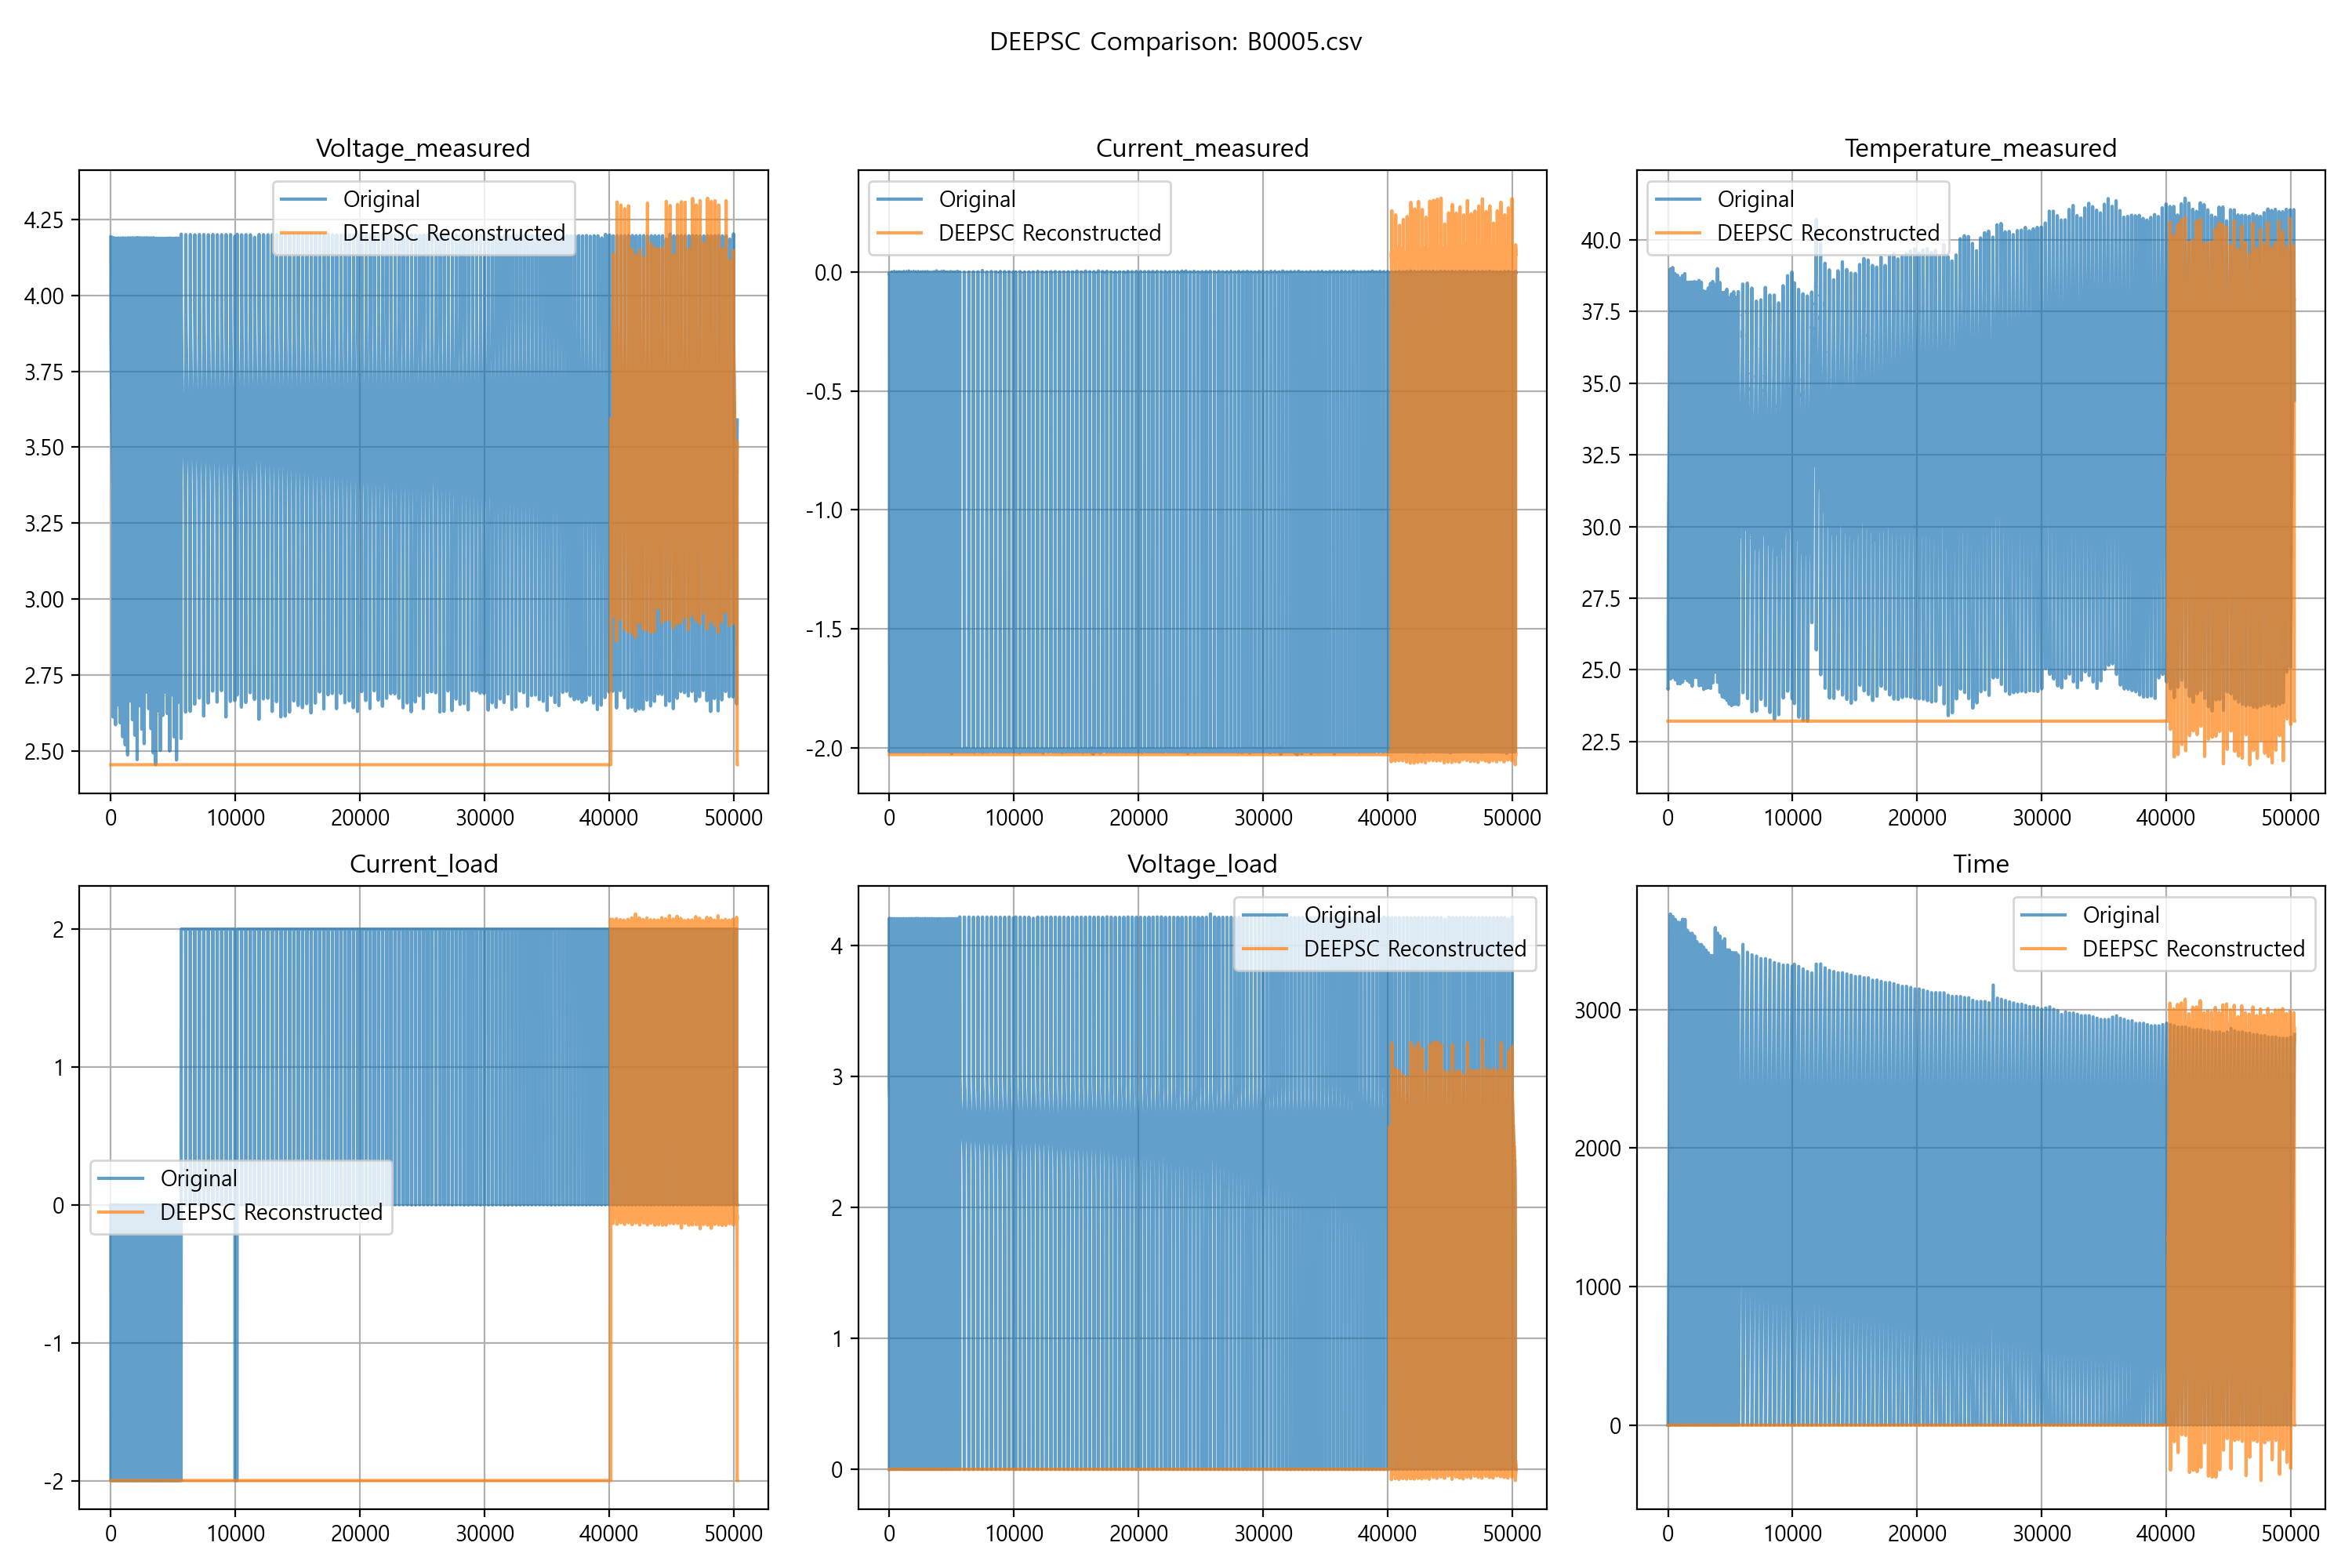 DEEPSC Comparison: B0005.csv
Voltage_measured
Original
DEEPSC Reconstructed
4.25
4.00
3.75
3.50
3.25
3.00
2.75
2.50
0 10000 20000 30000 40000 50000
Current_measured
Original
DEEPSC Reconstructed
0.0
-0.5
-1.0
-1.5
-2.0
0 10000 20000 30000 40000 50000
Temperature_measured
Original
DEEPSC Reconstructed
40.0
37.5
35.0
32.5
30.0
27.5
25.0
22.5
0 10000 20000 30000 40000 50000
Current_load
2
1
Original
0
DEEPSC Reconstructed
-1
-2
0 10000 20000 30000 40000 50000
Voltage_load
Original
4
DEEPSC Reconstructed
3
2
1
0
0 10000 20000 30000 40000 50000
Time
Original
DEEPSC Reconstructed
3000
2000
1000
0
0 10000 20000 30000 40000 50000